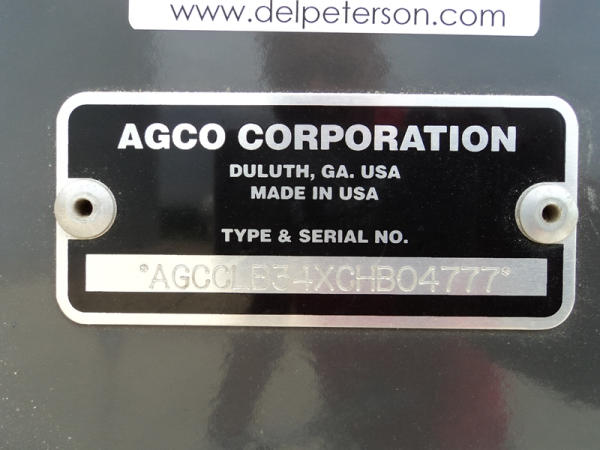 www.delpeterson.com
AGCO CORPORATION
DULUTH, GA. USA
MADE IN USA
TYPE & SERIAL NO.
*AGCCLB34XCHB04777*